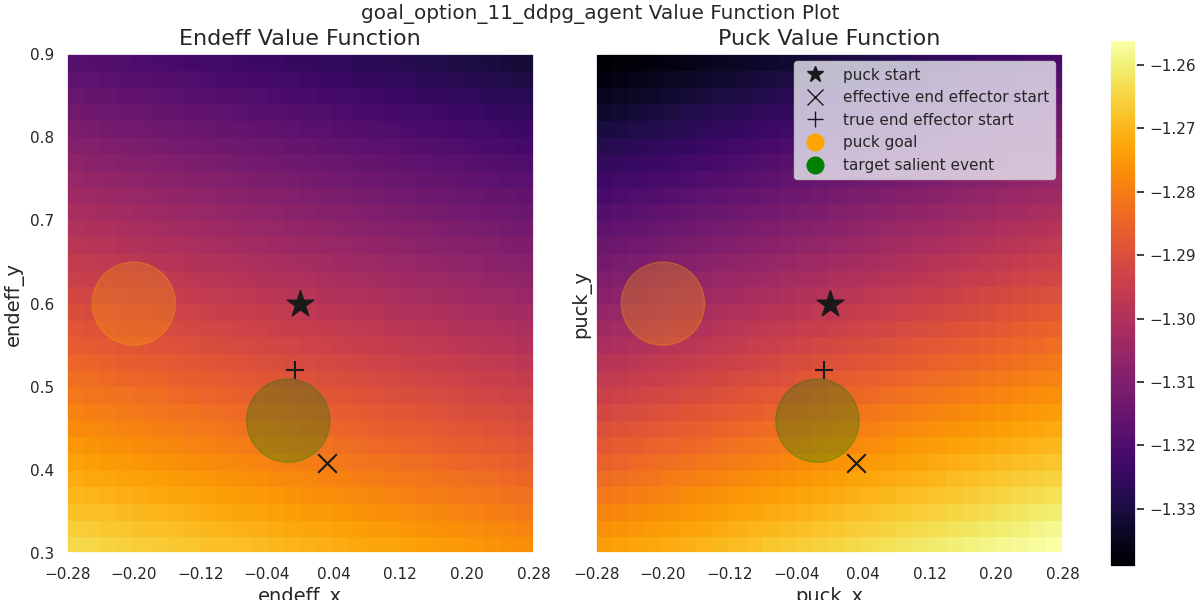 goal_option_11_ddpg_agent Value Function Plot
Endeff Value Function
Puck Value Function
endeff_y
0.9
0.8
0.7
0.6
0.5
0.4
0.3
−0.28 −0.20 −0.12 −0.04 0.04 0.12 0.20 0.28
endeff_x
puck_y
puck start
effective end effector start
true end effector start
puck goal
target salient event
−0.28 −0.20 −0.12 −0.04 0.04 0.12 0.20 0.28
puck_x
−1.26
−1.27
−1.28
−1.29
−1.30
−1.31
−1.32
−1.33